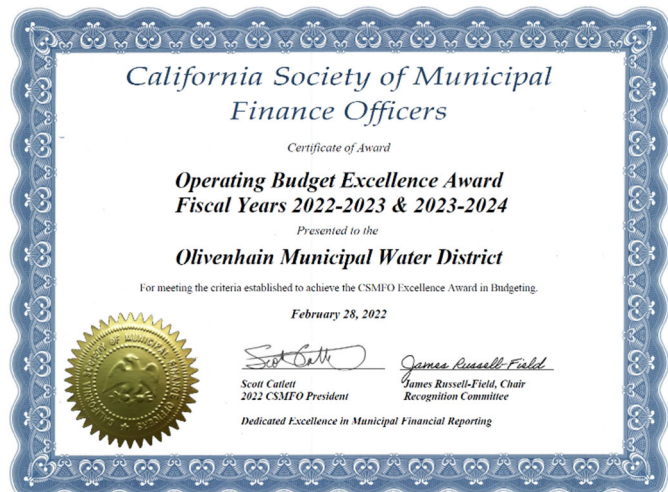 California Society of Municipal
Finance Officers
Certificate of Award
Operating Budget Excellence Award
Fiscal Years 2022-2023 & 2023-2024
Presented to the
Olivenhain Municipal Water District
For meeting the criteria established to achieve the CSMFO Excellence Award in Budgeting.
February 28, 2022
James Russell-Field
Scott Catlett
James Russell-Field, Chair
2022 CSMFO President
Recognition Committee
Dedicated Excellence in Municipal Financial Reporting